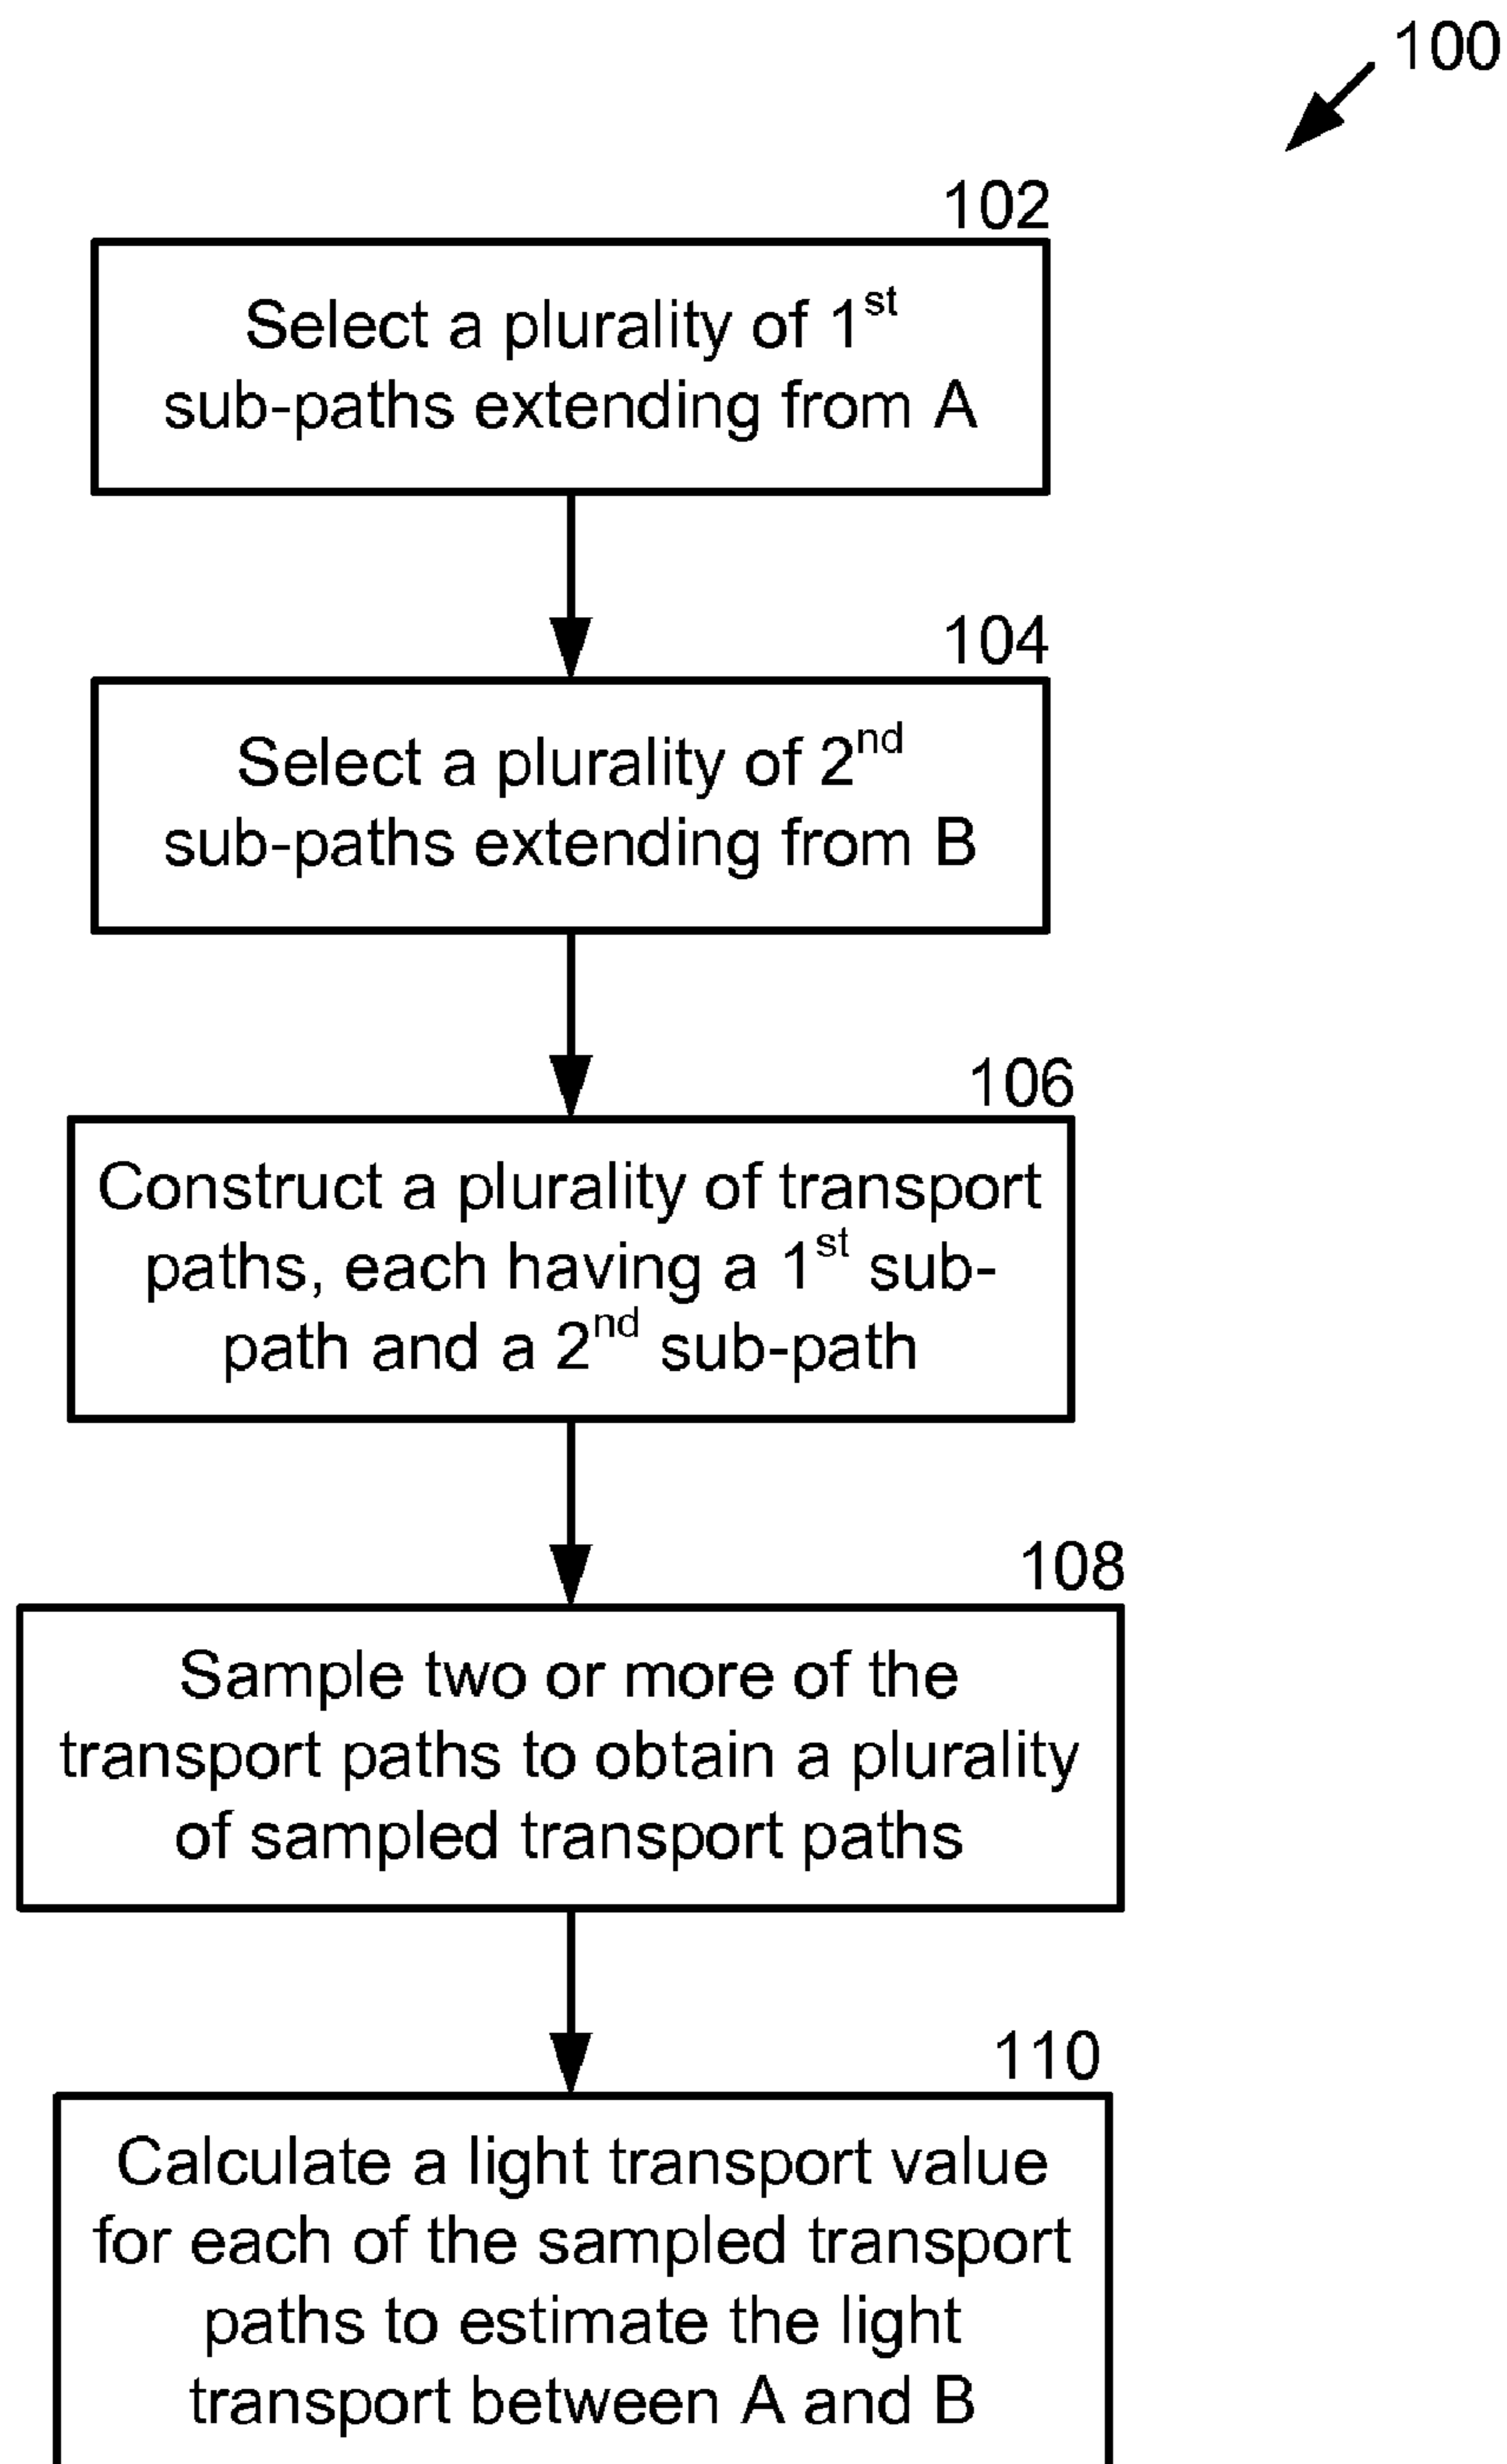 100
102
Select a plurality of 1st
sub-paths extending from A
104
Select a plurality of 2nd
sub-paths extending from B
106
Construct a plurality of transport
paths, each having a 1st sub-
path and a 2nd sub-path
108
Sample two or more of the
transport paths to obtain a plurality
of sampled transport paths
110
Calculate a light transport value
for each of the sampled transport
paths to estimate the light
transport between A and B